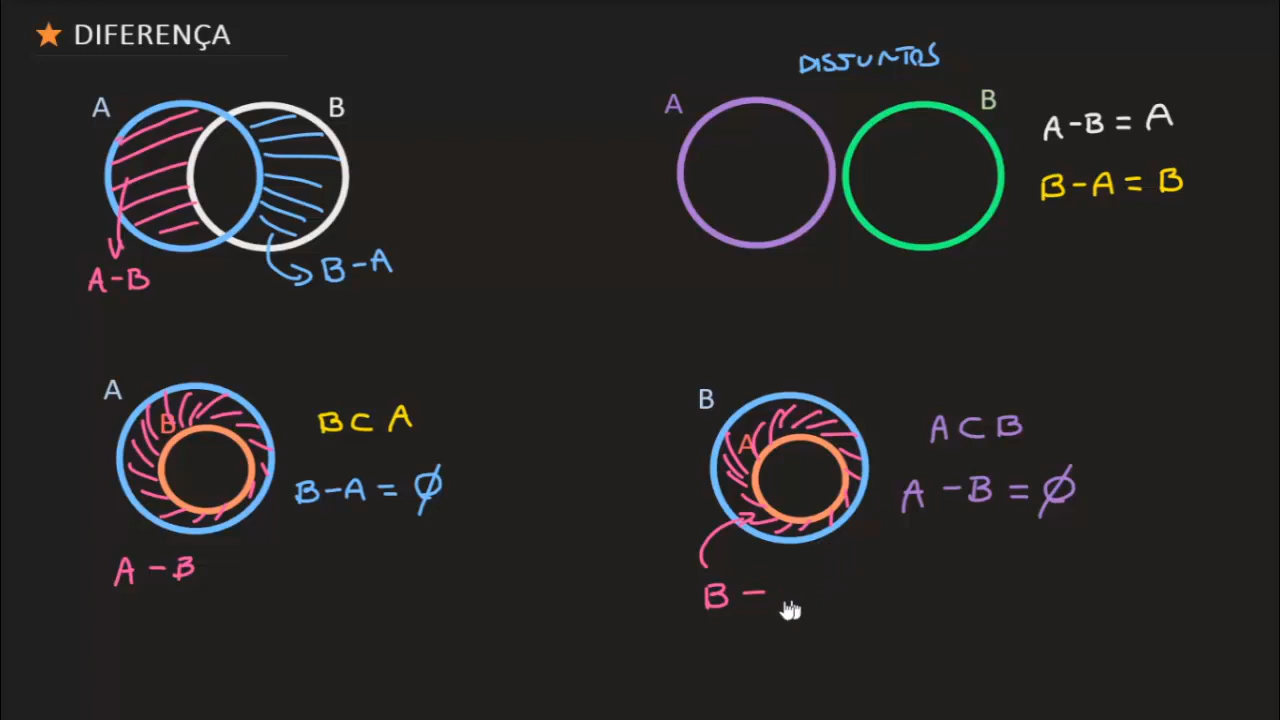 DIFERENÇA
A
B
A-B
B-A
DISJUNTOS
A
B
A-B = A
B-A = B
A
B
B ⊂ A
B-A = ∅
A - B
B
A
A ⊂ B
A - B = ∅
B -